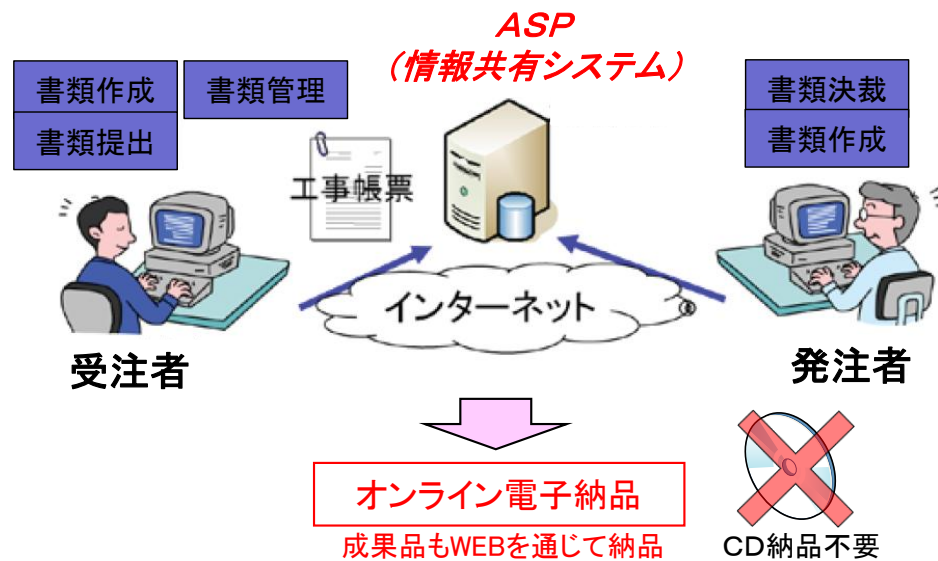 ASP
（情報共有システム）
書類作成
書類管理
書類提出
書類決裁
書類作成
工事帳票
インターネット
受注者
発注者
オンライン電子納品
成果品もWEBを通じて納品
CD納品不要